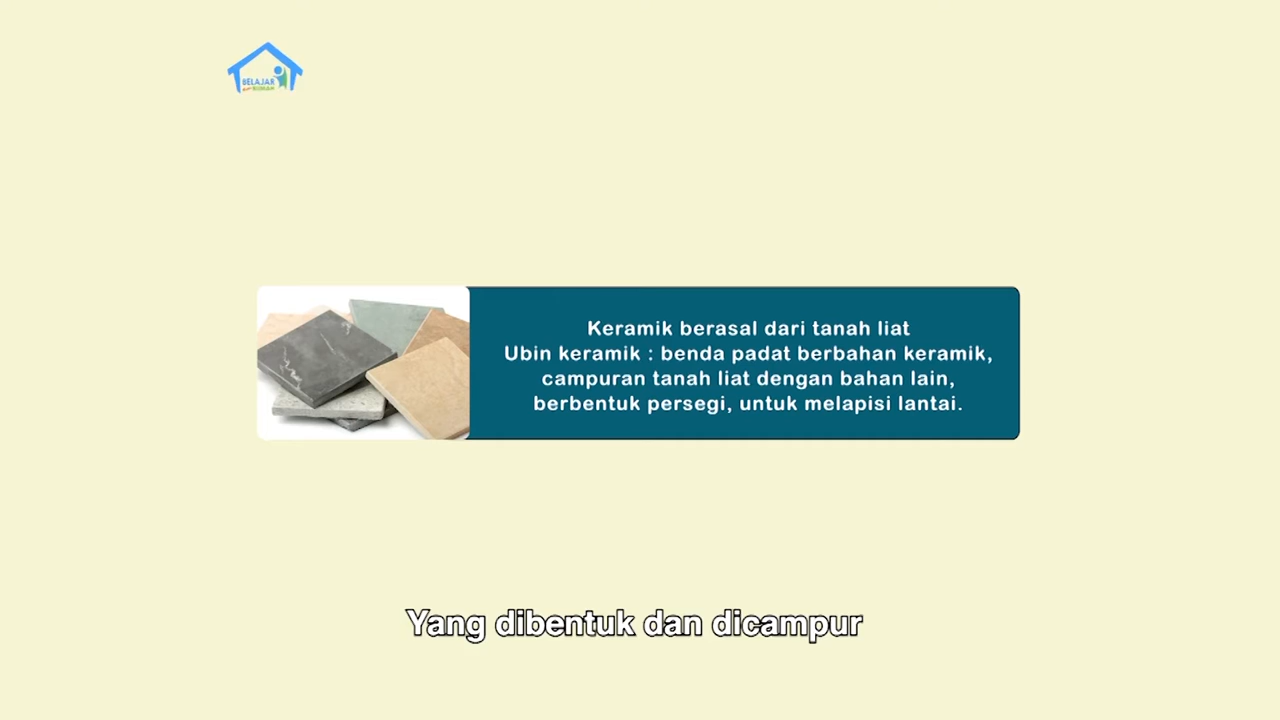 BELAJAR
dari RUMAH
Keramik berasal dari tanah liat
Ubin keramik : benda padat berbahan keramik,
campuran tanah liat dengan bahan lain,
berbentuk persegi, untuk melapisi lantai.
Yang dibentuk dan dicampur